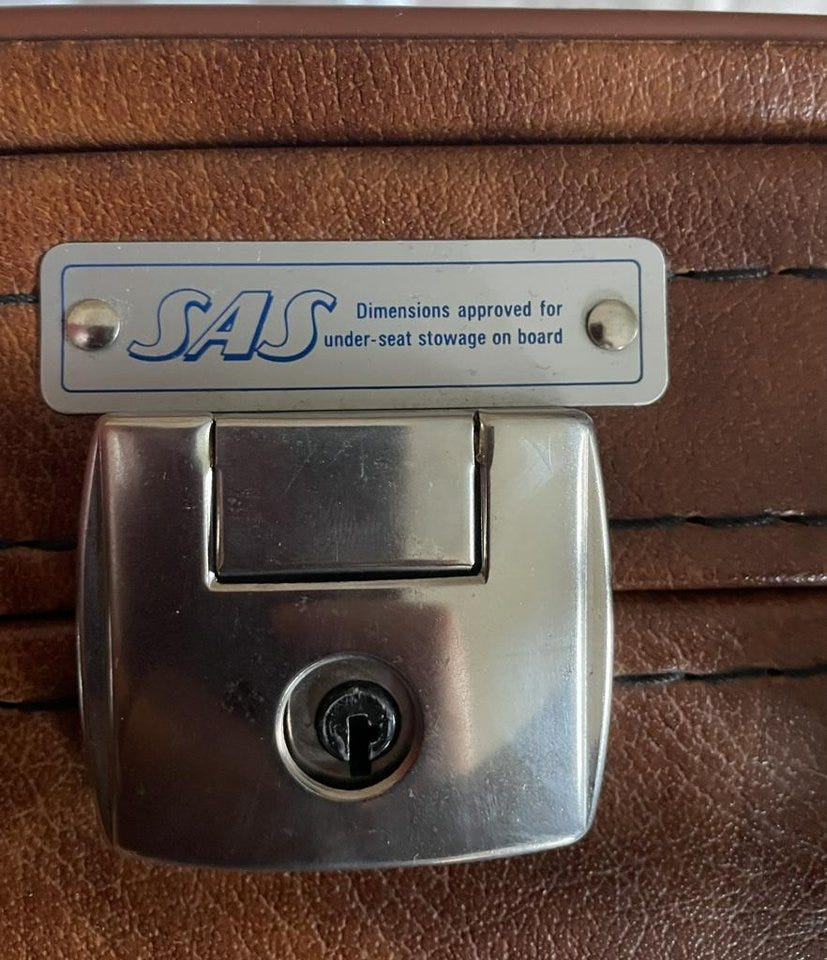 SAS
Dimensions approved for
under-seat stowage on board